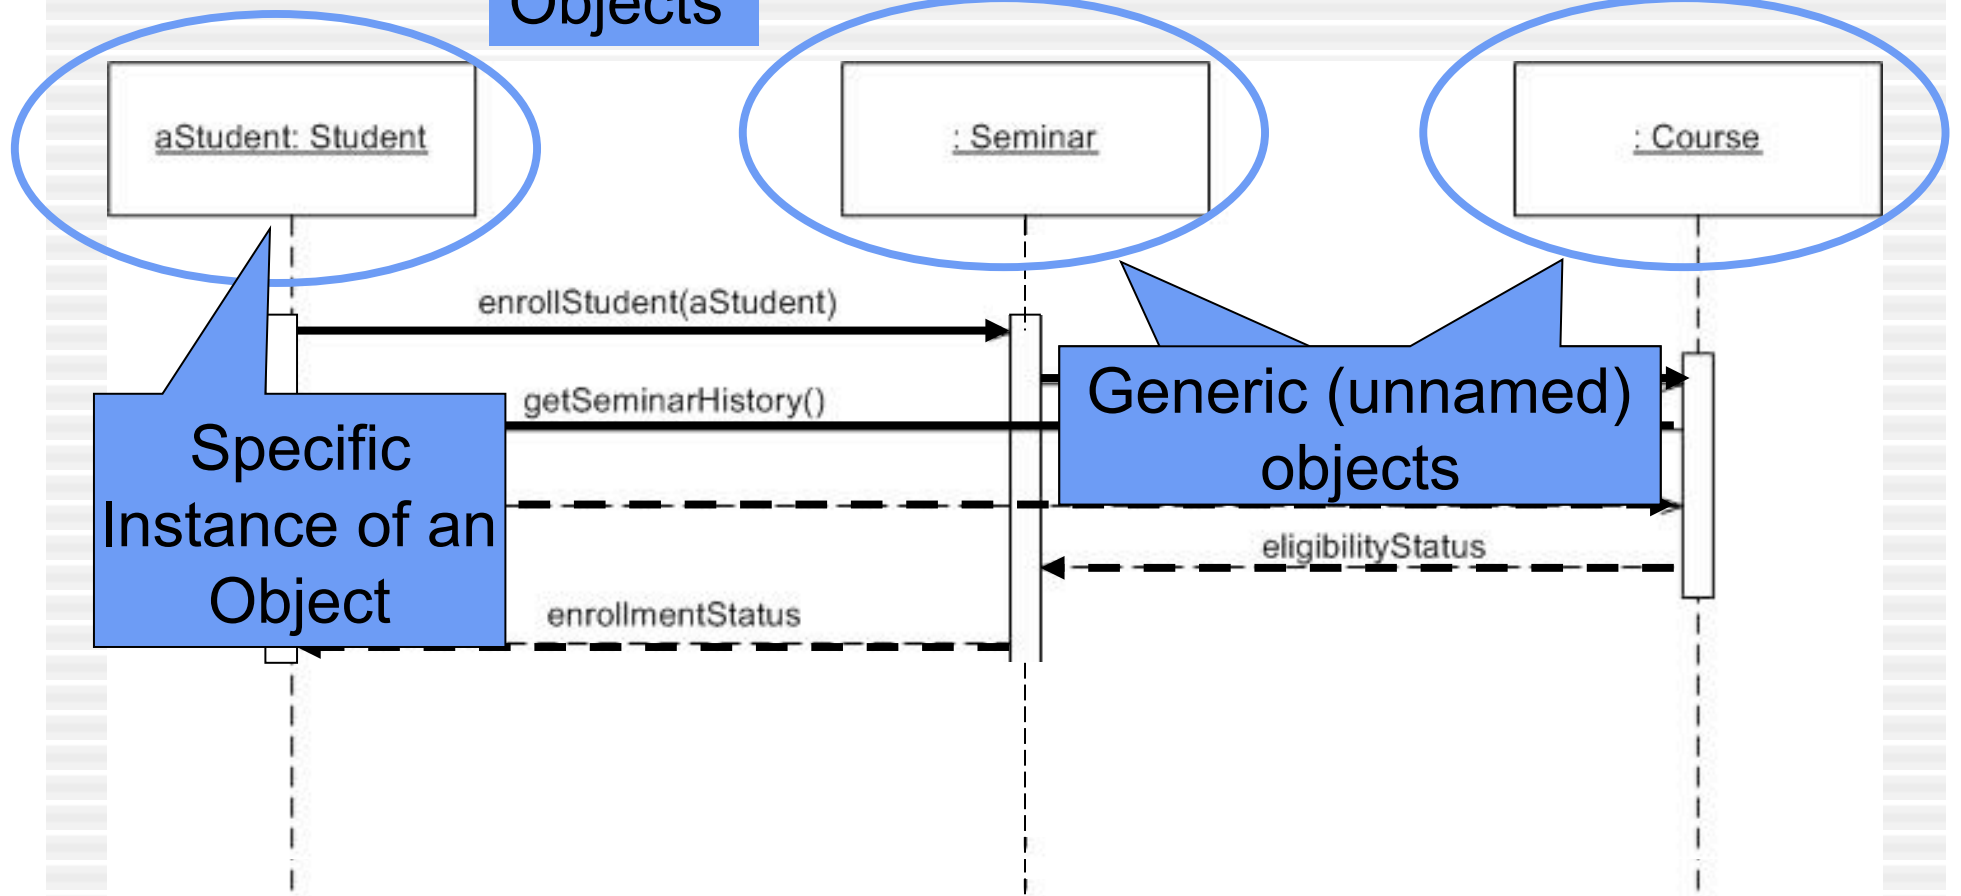 Objects
aStudent: Student
: Seminar
: Course
enrollStudent(aStudent)
getSeminarHistory()
Generic (unnamed)
objects
Specific
Instance of an
Object
eligibilityStatus
enrollmentStatus